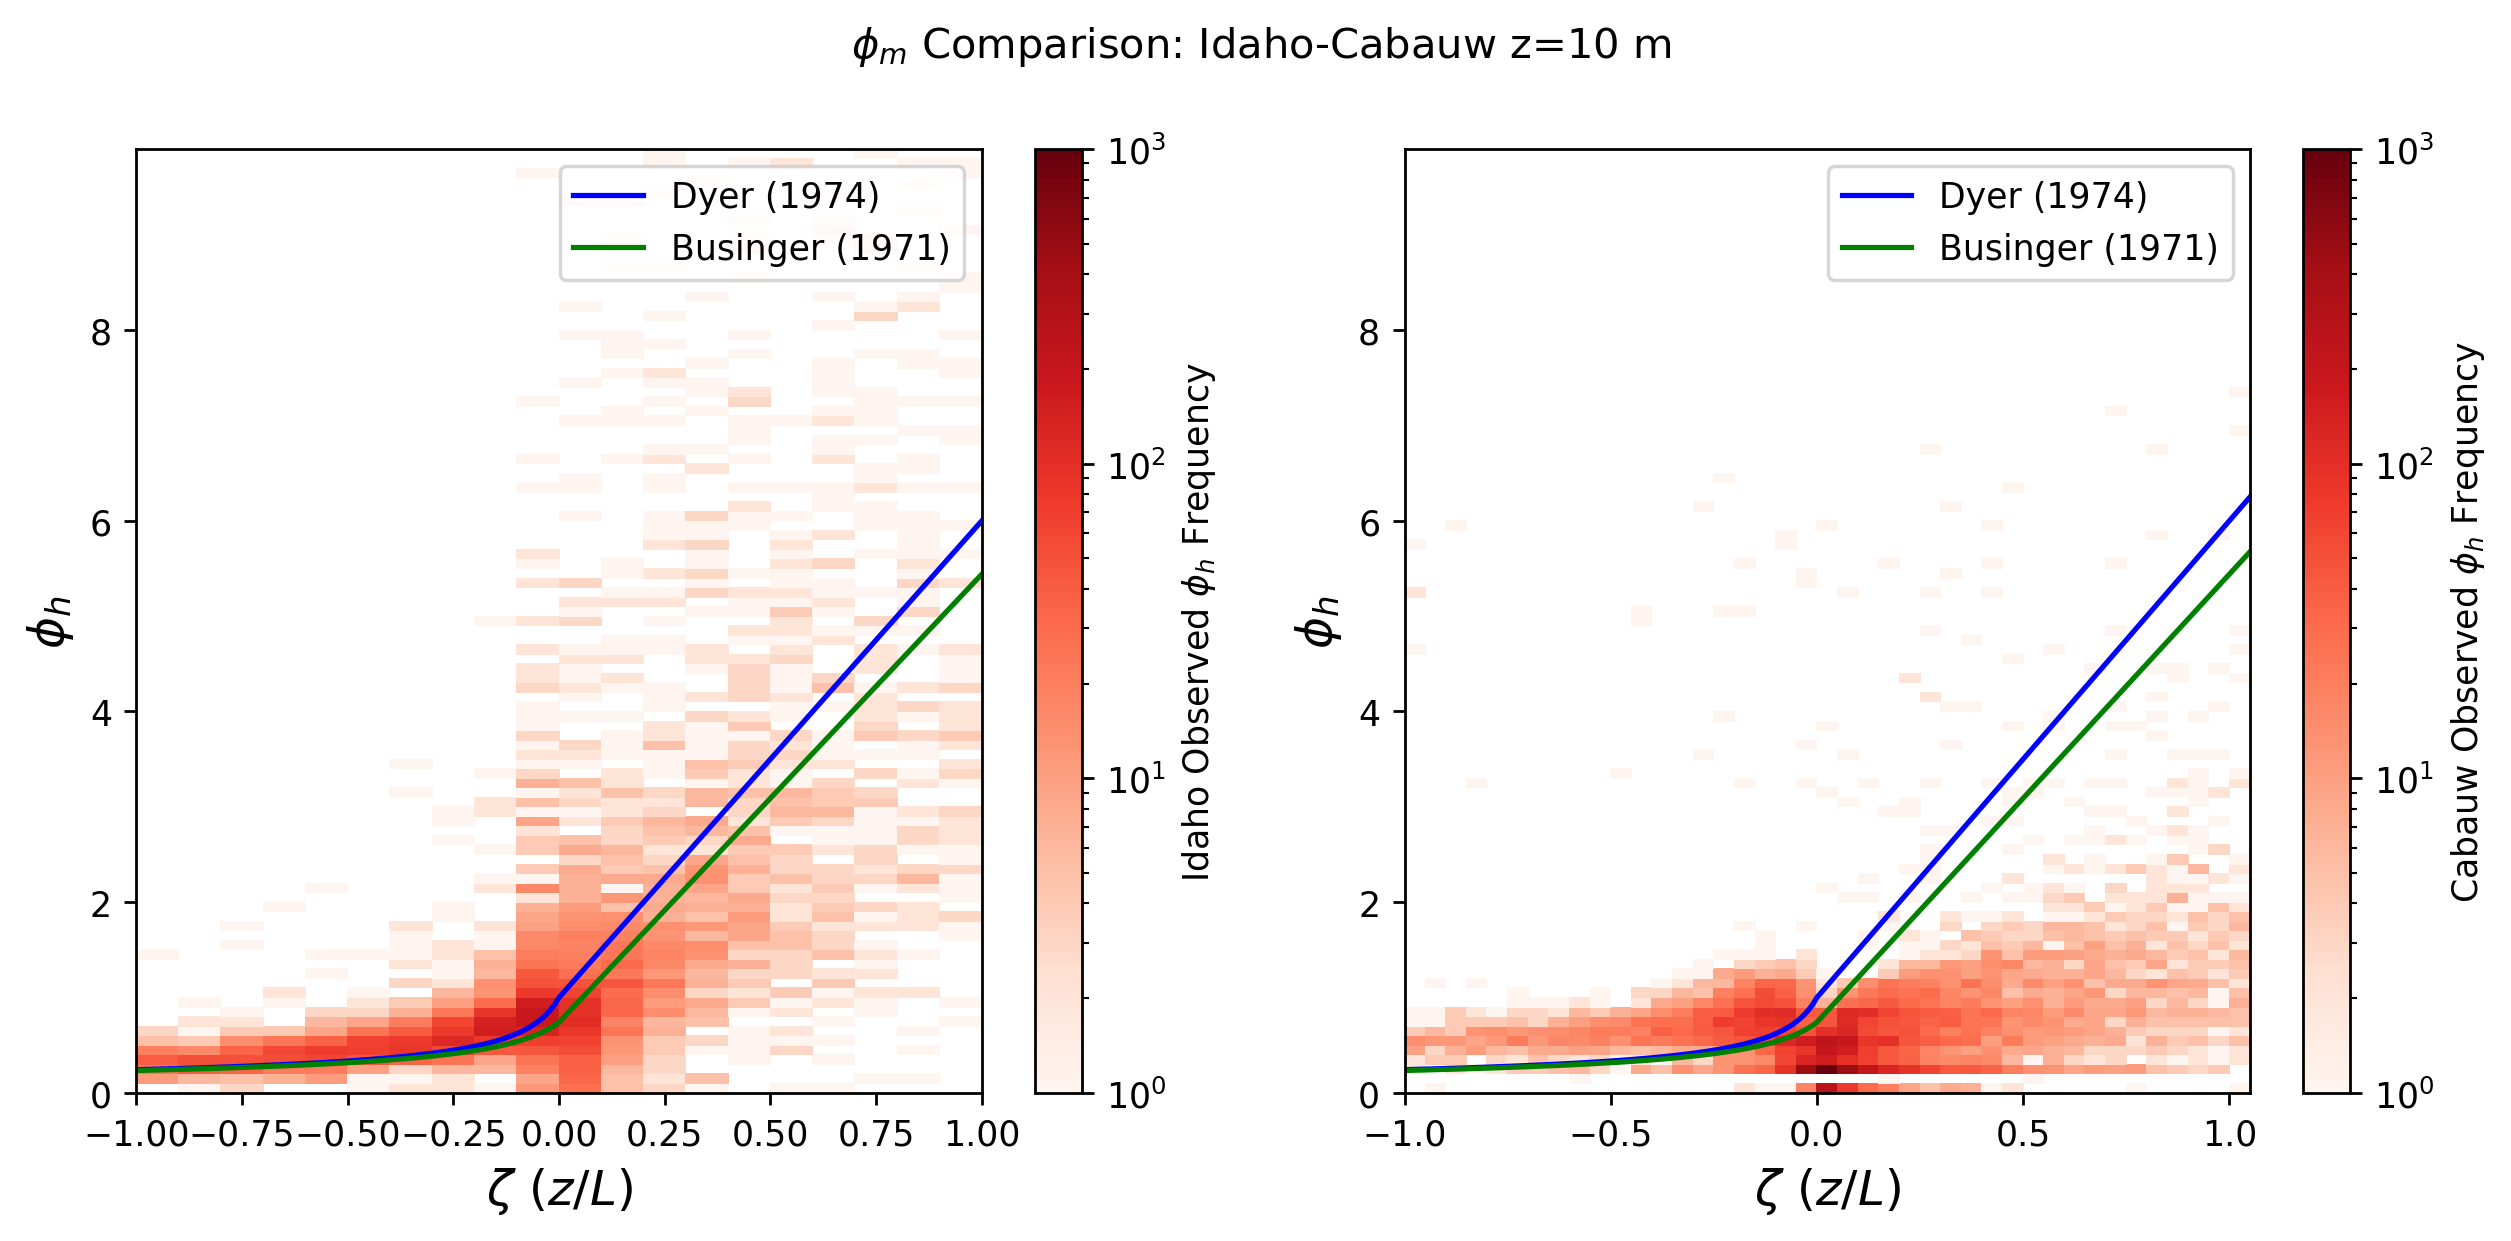 ϕₘ Comparison: Idaho-Cabauw z=10 m
Dyer (1974)
Businger (1971)
ϕₕ
8
6
4
2
0
−1.00
−0.75
−0.50
−0.25
0.00
0.25
0.50
0.75
1.00
ζ (z/L)
10³
10²
10¹
10⁰
Idaho Observed ϕₕ Frequency
Dyer (1974)
Businger (1971)
ϕₕ
8
6
4
2
0
−1.0
−0.5
0.0
0.5
1.0
ζ (z/L)
10³
10²
10¹
10⁰
Cabauw Observed ϕₕ Frequency